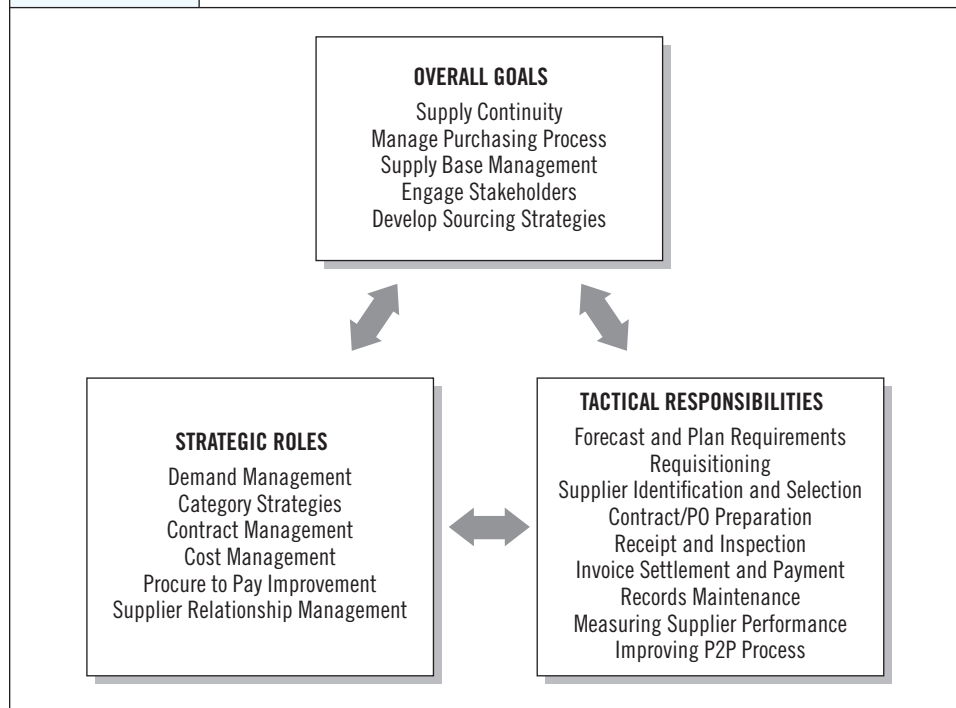 OVERALL GOALS
Supply Continuity
Manage Purchasing Process
Supply Base Management
Engage Stakeholders
Develop Sourcing Strategies
STRATEGIC ROLES
Demand Management
Category Strategies
Contract Management
Cost Management
Procure to Pay Improvement
Supplier Relationship Management
TACTICAL RESPONSIBILITIES
Forecast and Plan Requirements
Requisitioning
Supplier Identification and Selection
Contract/PO Preparation
Receipt and Inspection
Invoice Settlement and Payment
Records Maintenance
Measuring Supplier Performance
Improving P2P Process